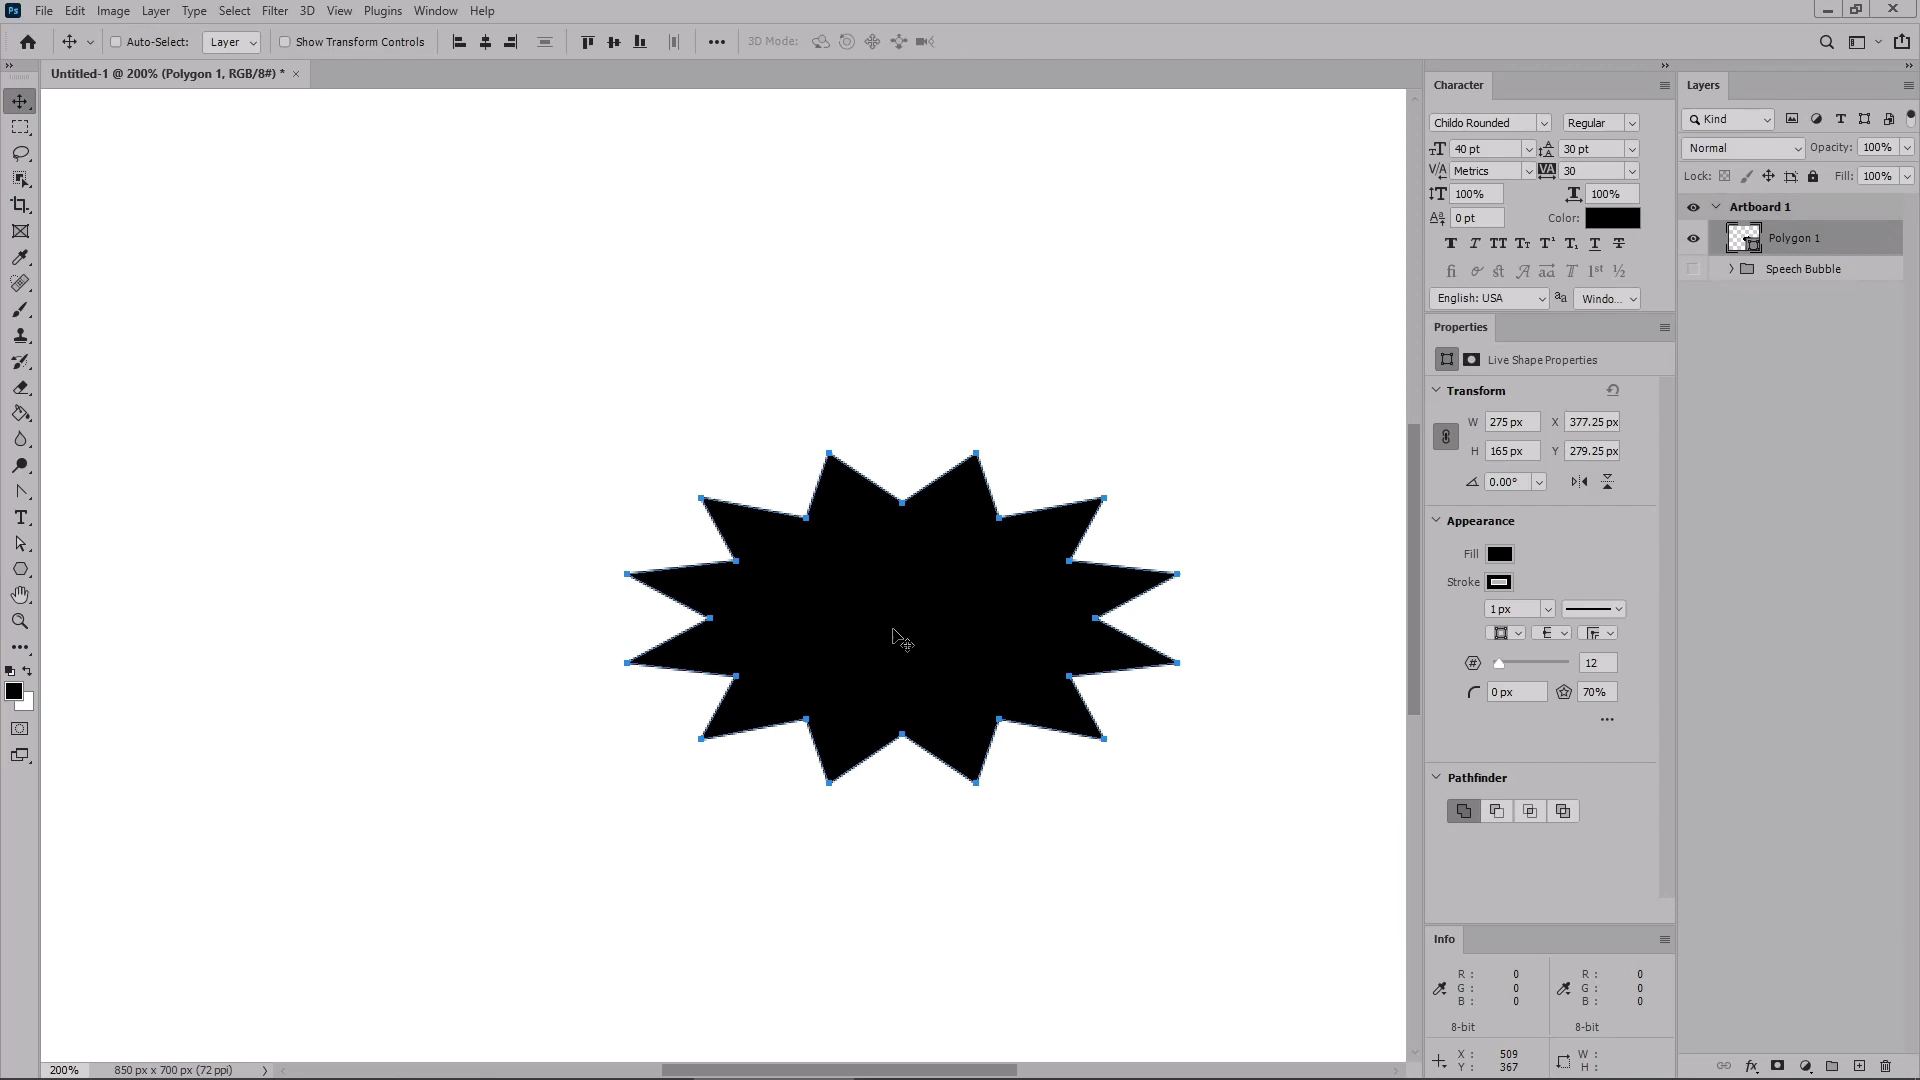 Ps File Edit Image Layer Type Select Filter 3D View Plugins Window Help
Auto-Select: Layer Show Transform Controls 3D Mode:
Untitled-1 @ 200% (Polygon 1, RGB/8#) * ×
Character
Childo Rounded Regular
40 pt 30 pt
Metrics 30
100% 100%
0 pt Color:
English: USA aa Windo...
Properties
Live Shape Properties
Transform
W 275 px X 377.25 px
H 165 px Y 279.25 px
0.00°
Appearance
Fill
Stroke
1 px
12
0 px 70%
Pathfinder
Info
R : 0 R : 0
G : 0 G : 0
B : 0 B : 0
8-bit 8-bit
X : 509 W :
Y : 367 H :
Layers
Kind
Normal Opacity: 100%
Lock: Fill: 100%
Artboard 1
Polygon 1
Speech Bubble
fx
200% 850 px x 700 px (72 ppi)